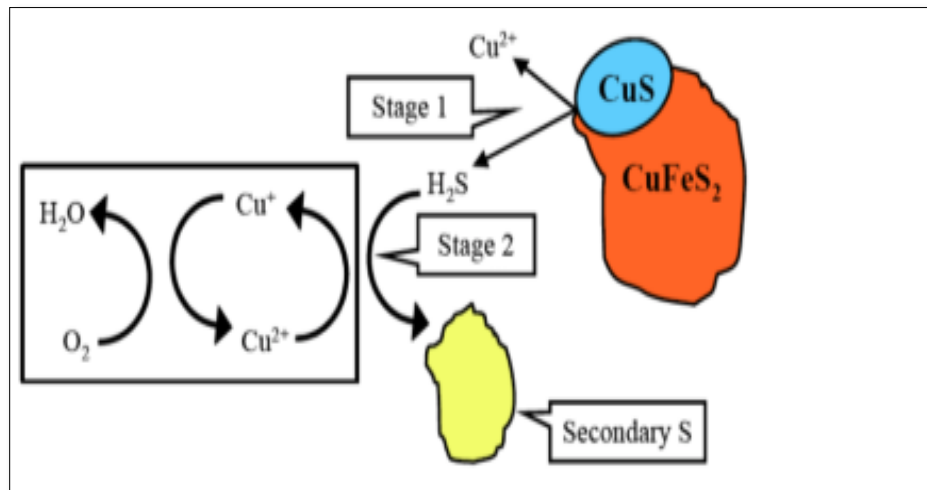 Cu²⁺
CuS
Stage 1
CuFeS₂
H₂S
H₂O
Cu⁺
Stage 2
O₂
Cu²⁺
Secondary S